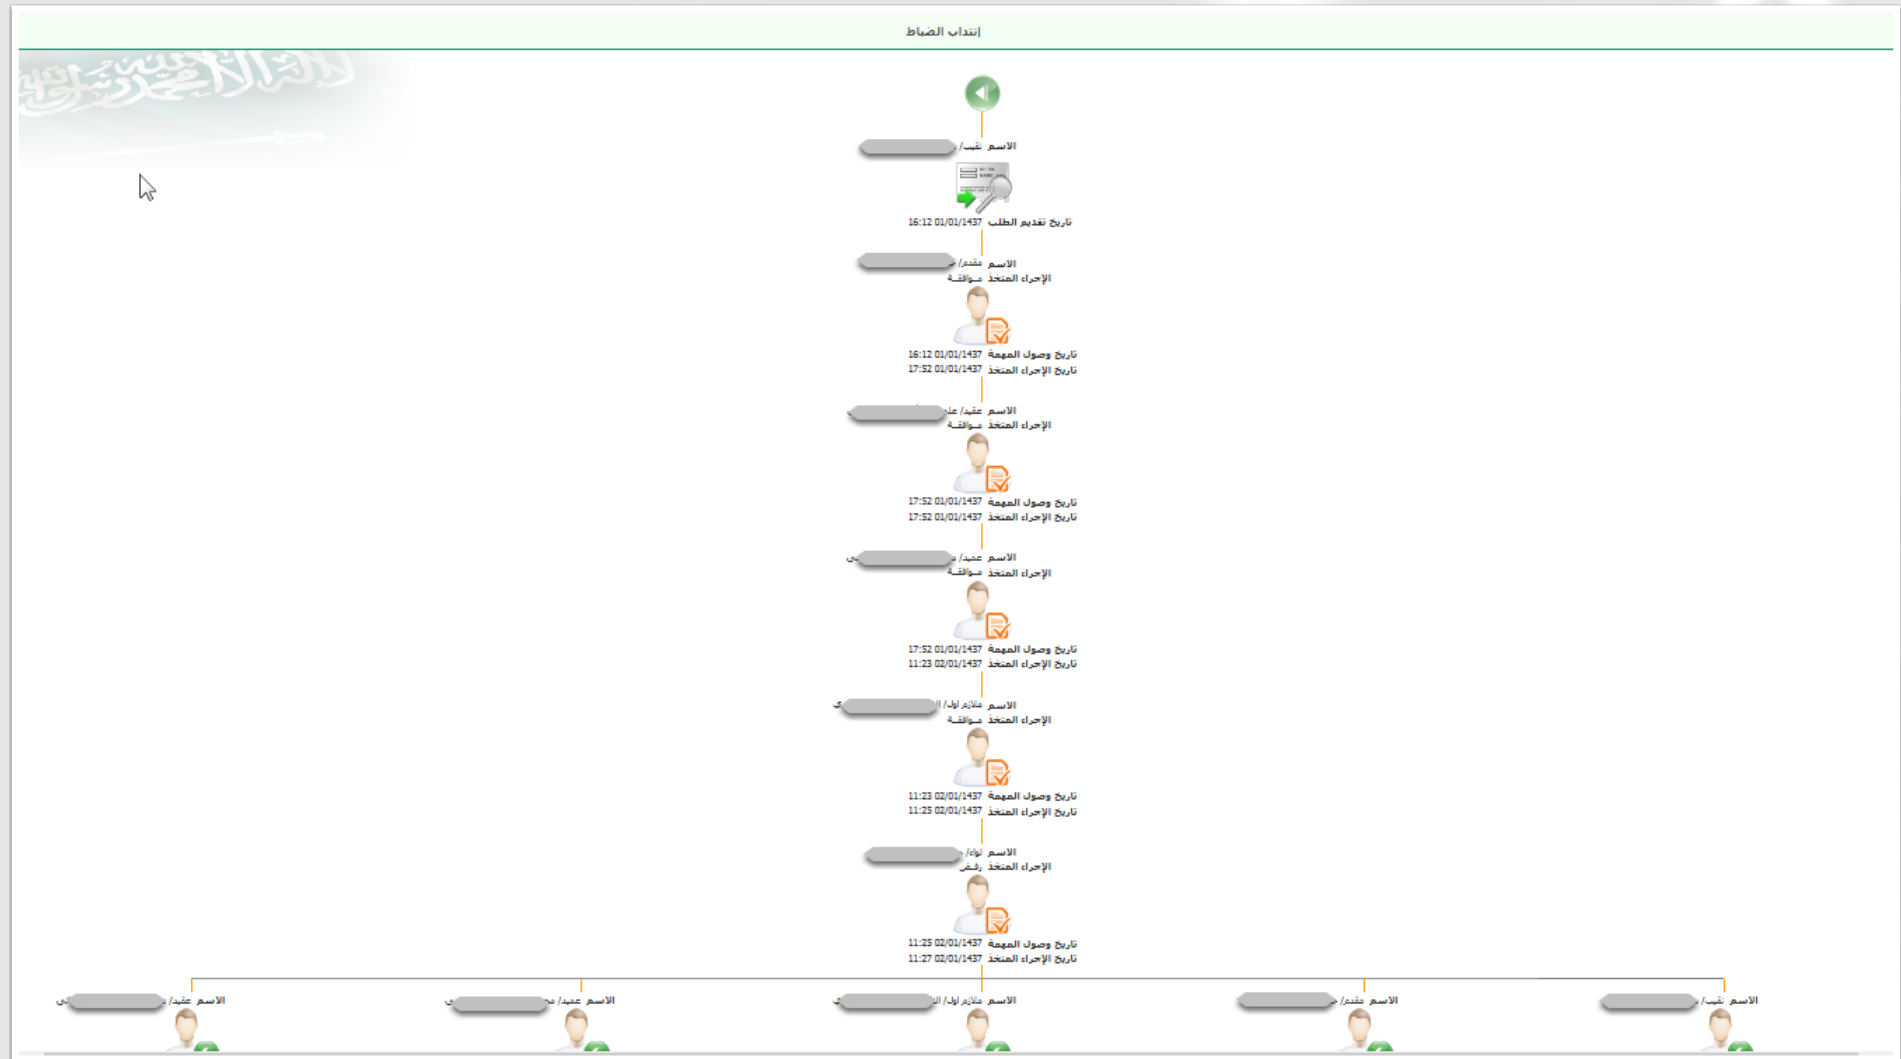 إنتداب الضباط
الاسم نقيب/
تاريخ تقديم الطلب 01/01/1437 16:12
الاسم مقدم/
الإجراء المتخذ مـوافقـة
تاريخ وصول المهمة 01/01/1437 16:12
تاريخ الإجراء المتخذ 01/01/1437 17:52
الاسم عقيد/
الإجراء المتخذ مـوافقـة
تاريخ وصول المهمة 01/01/1437 17:52
تاريخ الإجراء المتخذ 01/01/1437 17:52
الاسم عميد/
الإجراء المتخذ مـوافقـة
تاريخ وصول المهمة 01/01/1437 17:52
تاريخ الإجراء المتخذ 02/01/1437 11:23
الاسم ملازم اول/
الإجراء المتخذ مـوافقـة
تاريخ وصول المهمة 02/01/1437 11:23
تاريخ الإجراء المتخذ 02/01/1437 11:25
الاسم لواء/
الإجراء المتخذ رفـض
تاريخ وصول المهمة 02/01/1437 11:25
تاريخ الإجراء المتخذ 02/01/1437 11:27
الاسم نقيب/
الاسم مقدم/
الاسم ملازم اول/
الاسم عميد/
الاسم عقيد/